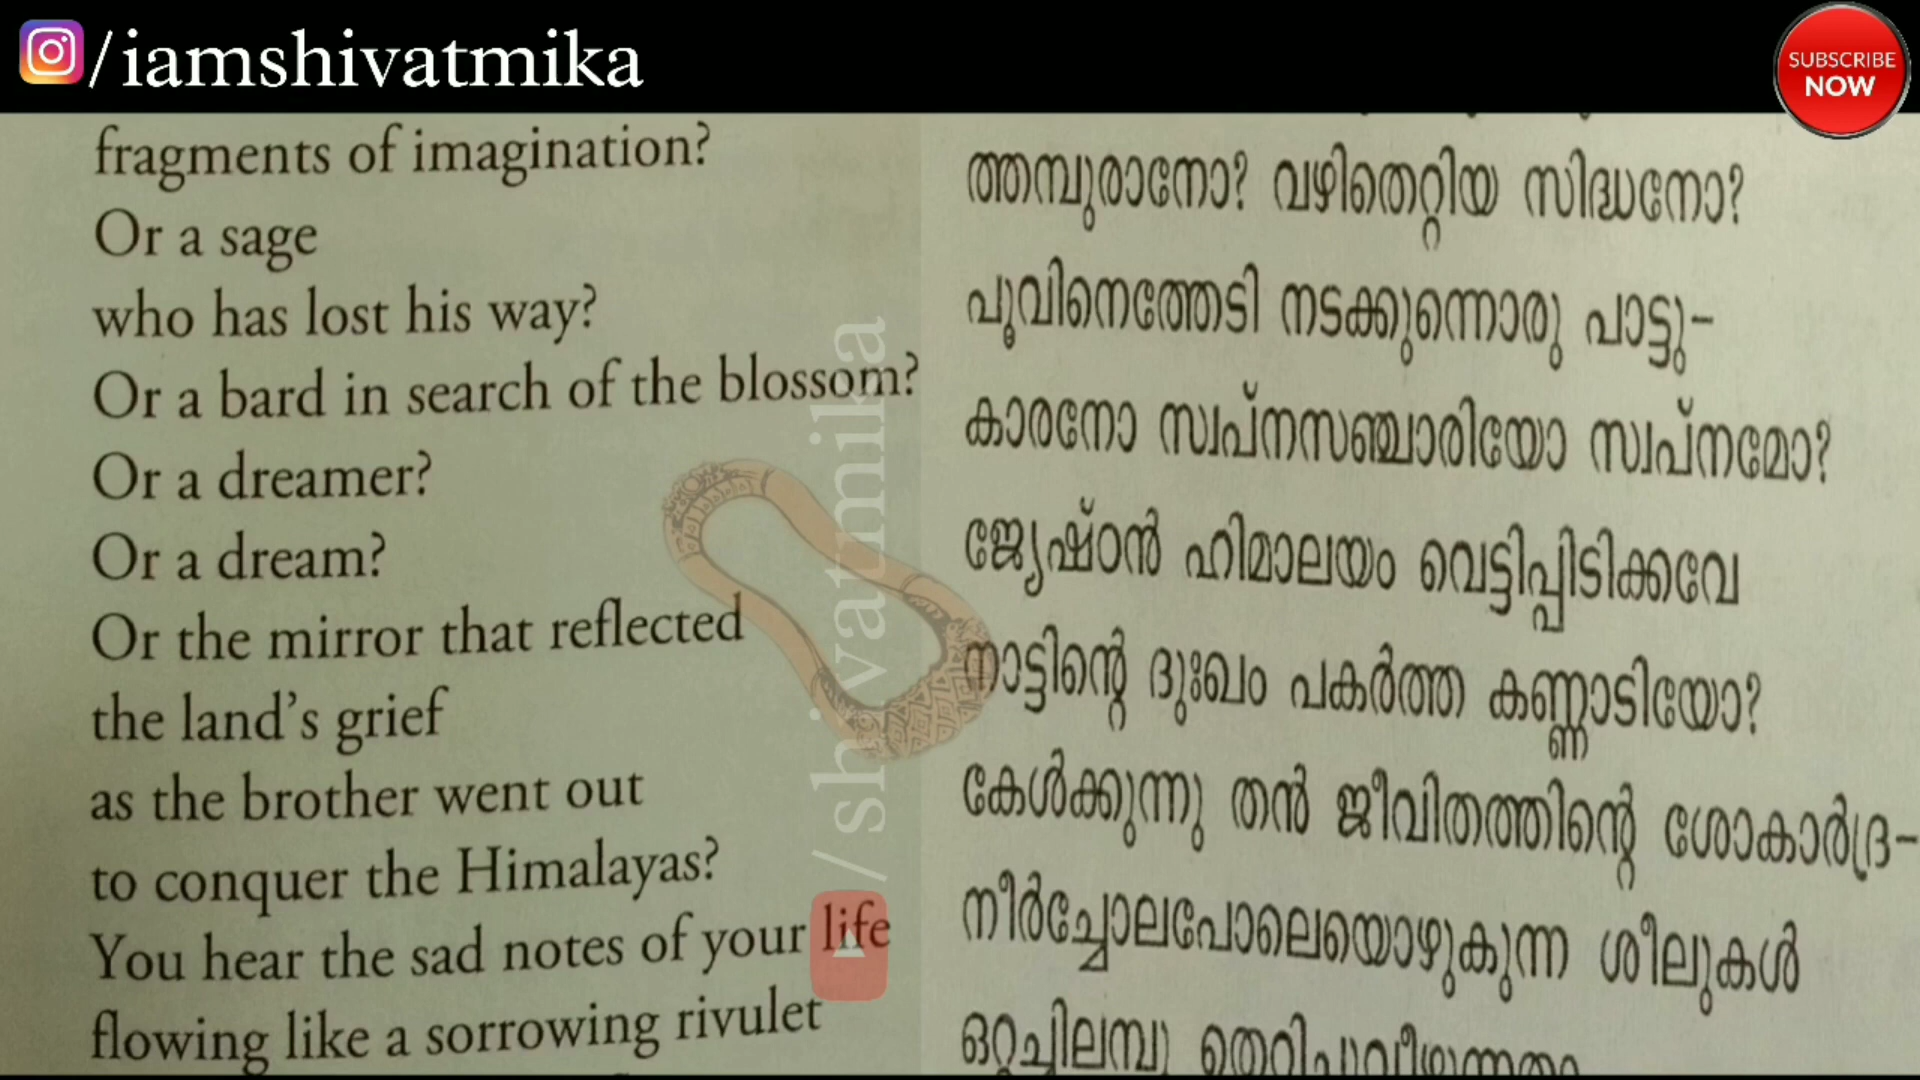 /iamshivatmika
SUBSCRIBE
NOW
fragments of imagination?
Or a sage
who has lost his way?
Or a bard in search of the blossom?
Or a dreamer?
Or a dream?
Or the mirror that reflected
the land's grief
as the brother went out
to conquer the Himalayas?
You hear the sad notes of your life
flowing like a sorrowing rivulet
ത്തമ്പുരാനോ? വഴിതെറ്റിയ സിദ്ധനോ?
പൂവിനെത്തേടി നടക്കുന്നൊരു പാട്ടു-
കാരനോ സ്വപ്നസഞ്ചാരിയോ സ്വപ്നമോ?
ജ്യേഷ്ഠൻ ഹിമാലയം വെട്ടിപ്പിടിക്കവേ
നാട്ടിന്റെ ദുഃഖം പകർത്ത കണ്ണാടിയോ?
കേൾക്കുന്നു തൻ ജീവിതത്തിന്റെ ശോകാർദ്ര-
നീർച്ചോലപോലെയൊഴുകുന്ന ശീലുകൾ
/shivatmika